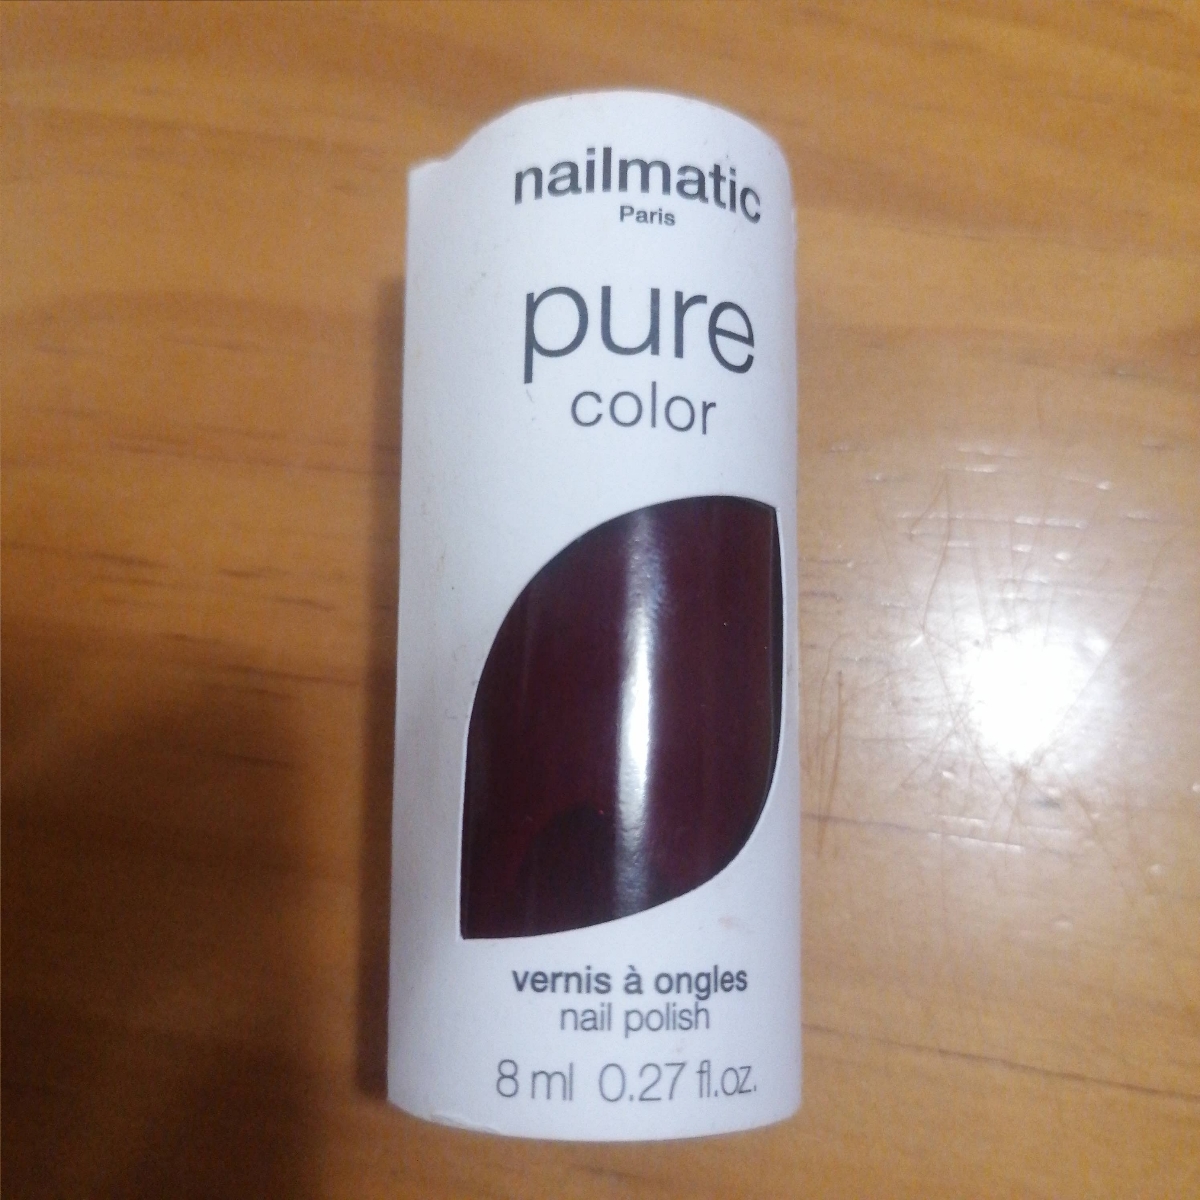 nailmatic
Paris
pure
color
vernis à ongles
nail polish
8 ml 0.27 fl.oz.